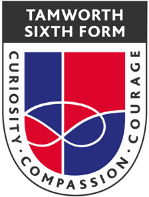 TAMWORTH
SIXTH FORM
CURIOSITY · COMPASSION · COURAGE